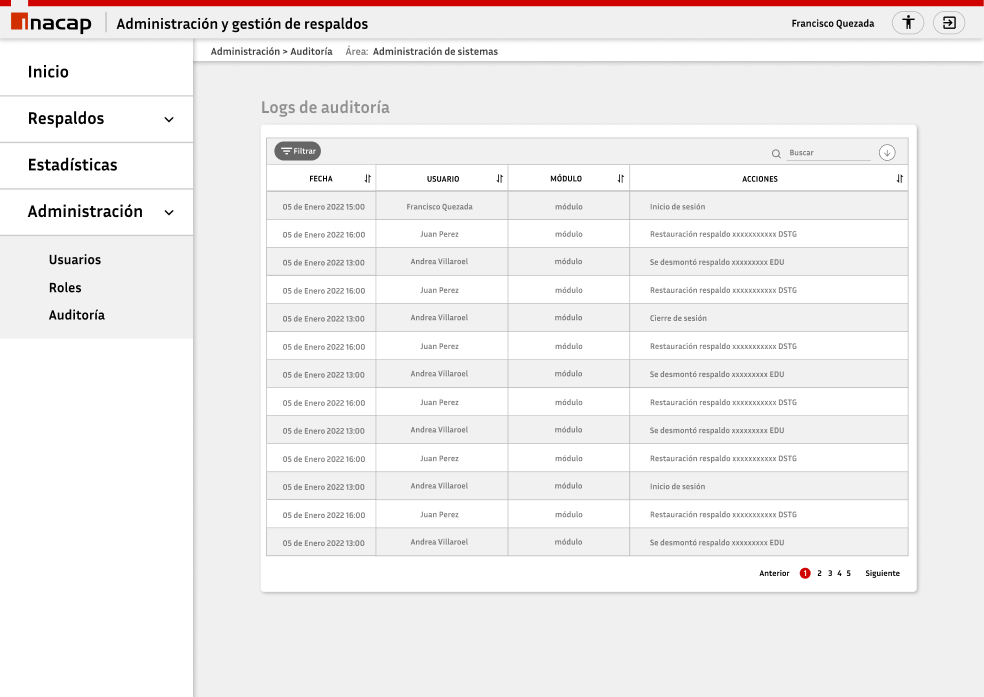 inacap Administración y gestión de respaldos Francisco Quezada
Administración > Auditoría Área: Administración de sistemas
Inicio
Respaldos
Estadísticas
Administración
Usuarios
Roles
Auditoría
Logs de auditoría
Filtrar Buscar
FECHA USUARIO MÓDULO ACCIONES
05 de Enero 2022 15:00 Francisco Quezada módulo Inicio de sesión
05 de Enero 2022 16:00 Juan Perez módulo Restauración respaldo xxxxxxxxxxx DSTG
05 de Enero 2022 13:00 Andrea Villaroel módulo Se desmontó respaldo xxxxxxxxx EDU
05 de Enero 2022 16:00 Juan Perez módulo Restauración respaldo xxxxxxxxxxx DSTG
05 de Enero 2022 13:00 Andrea Villaroel módulo Cierre de sesión
05 de Enero 2022 16:00 Juan Perez módulo Restauración respaldo xxxxxxxxxxx DSTG
05 de Enero 2022 13:00 Andrea Villaroel módulo Se desmontó respaldo xxxxxxxxx EDU
05 de Enero 2022 16:00 Juan Perez módulo Restauración respaldo xxxxxxxxxxx DSTG
05 de Enero 2022 13:00 Andrea Villaroel módulo Se desmontó respaldo xxxxxxxxx EDU
05 de Enero 2022 16:00 Juan Perez módulo Restauración respaldo xxxxxxxxxxx DSTG
05 de Enero 2022 13:00 Andrea Villaroel módulo Inicio de sesión
05 de Enero 2022 16:00 Juan Perez módulo Restauración respaldo xxxxxxxxxxx DSTG
05 de Enero 2022 13:00 Andrea Villaroel módulo Se desmontó respaldo xxxxxxxxx EDU
Anterior 1 2 3 4 5 Siguiente